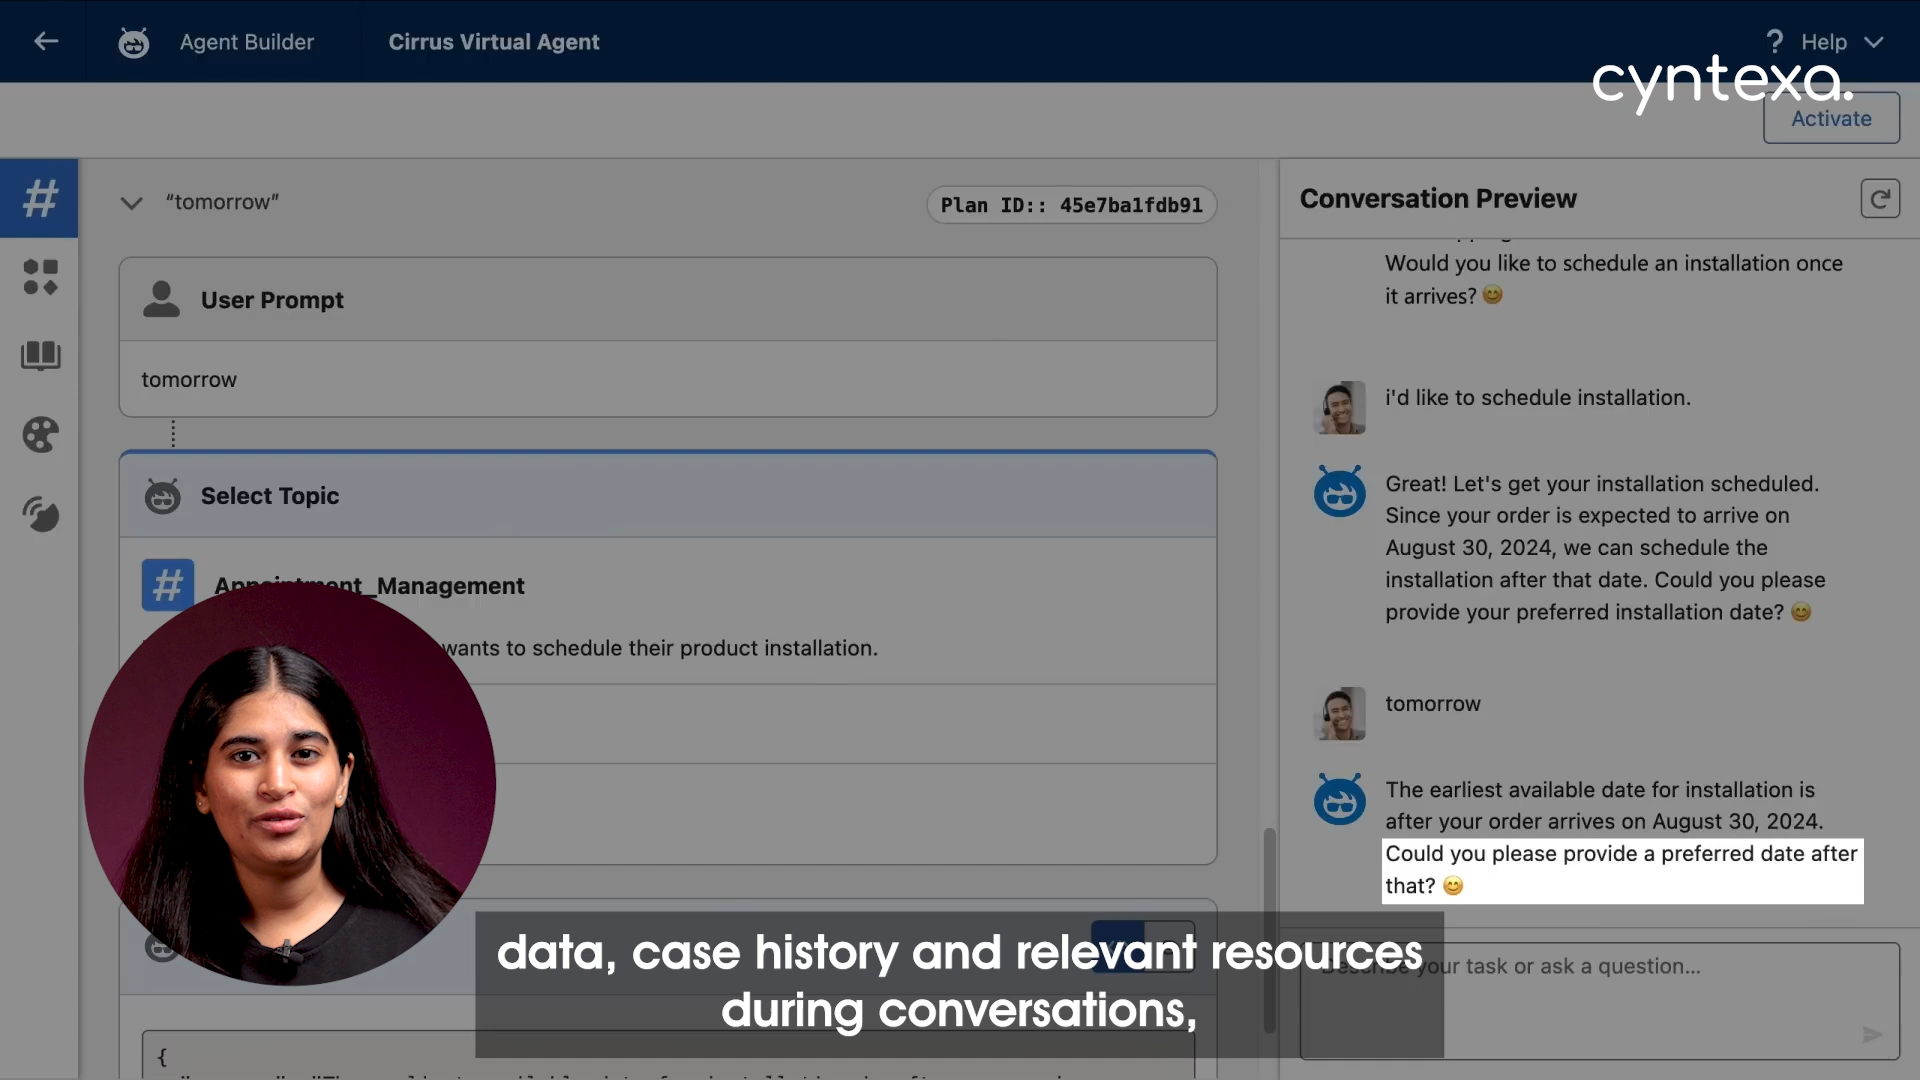 Agent Builder
Cirrus Virtual Agent
? Help
cyntexa.
Activate
“tomorrow”
Plan ID:: 45e7ba1fdb91
User Prompt
tomorrow
Select Topic
#
Management
wants to schedule their product installation.
{
Conversation Preview
Would you like to schedule an installation once
it arrives? 😊
i'd like to schedule installation.
Great! Let's get your installation scheduled.
Since your order is expected to arrive on
August 30, 2024, we can schedule the
installation after that date. Could you please
provide your preferred installation date? 😊
tomorrow
The earliest available date for installation is
after your order arrives on August 30, 2024.
Could you please provide a preferred date after
that? 😊
Describe your task or ask a question...
data, case history and relevant resources
during conversations,